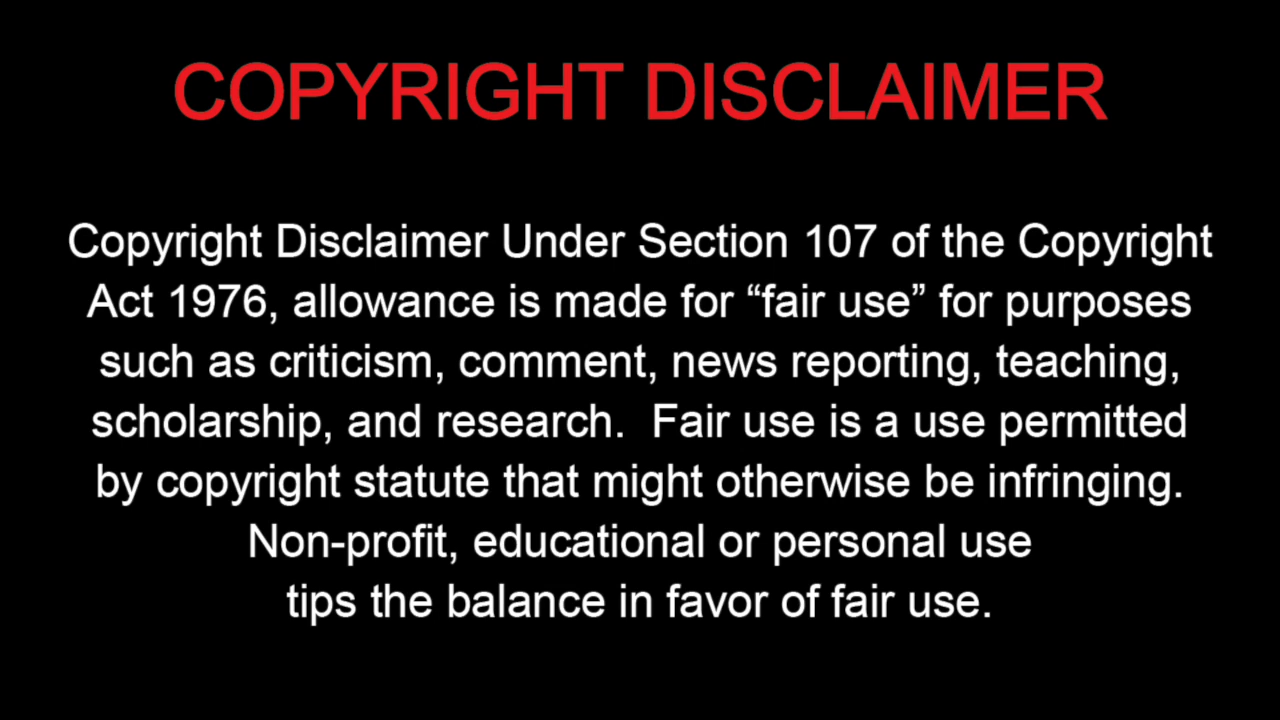 COPYRIGHT DISCLAIMER
Copyright Disclaimer Under Section 107 of the Copyright
Act 1976, allowance is made for “fair use” for purposes
such as criticism, comment, news reporting, teaching,
scholarship, and research.  Fair use is a use permitted
by copyright statute that might otherwise be infringing.
Non-profit, educational or personal use
tips the balance in favor of fair use.